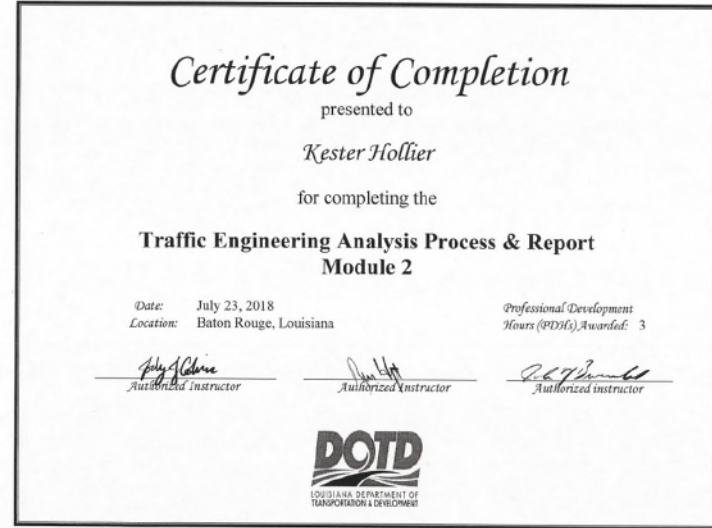 Certificate of Completion
presented to
Kester Hollier
for completing the
Traffic Engineering Analysis Process & Report
Module 2
Date: July 23, 2018
Location: Baton Rouge, Louisiana
Professional Development
Hours (PDHs) Awarded: 3
Authorized Instructor
Authorized Instructor
Authorized instructor
DOTD
LOUISIANA DEPARTMENT OF
TRANSPORTATION & DEVELOPMENT